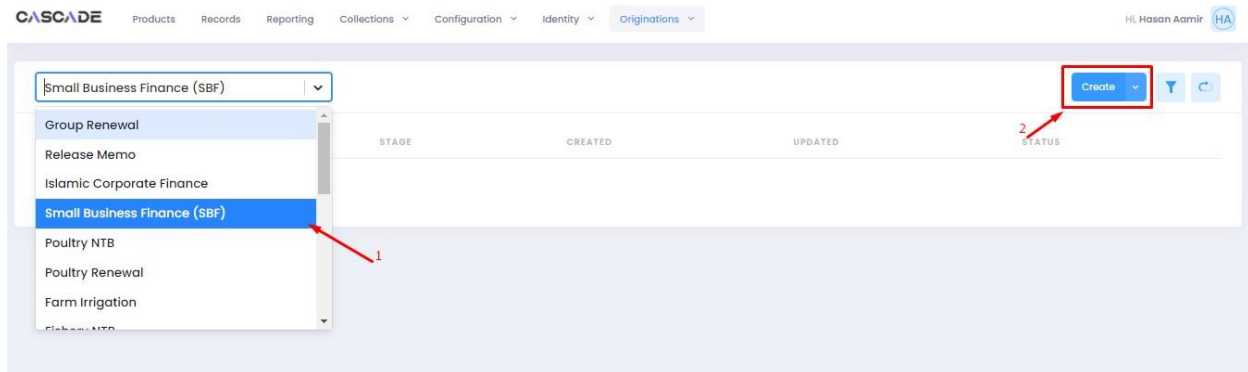 CASCADE Products Records Reporting Collections Configuration Identity Originations Hi, Hasan Aamir HA
Small Business Finance (SBF) Create
Group Renewal
2
STAGE CREATED UPDATED STATUS
Release Memo
Islamic Corporate Finance
Small Business Finance (SBF)
Poultry NTB
1
Poultry Renewal
Farm Irrigation
Fishery NTB